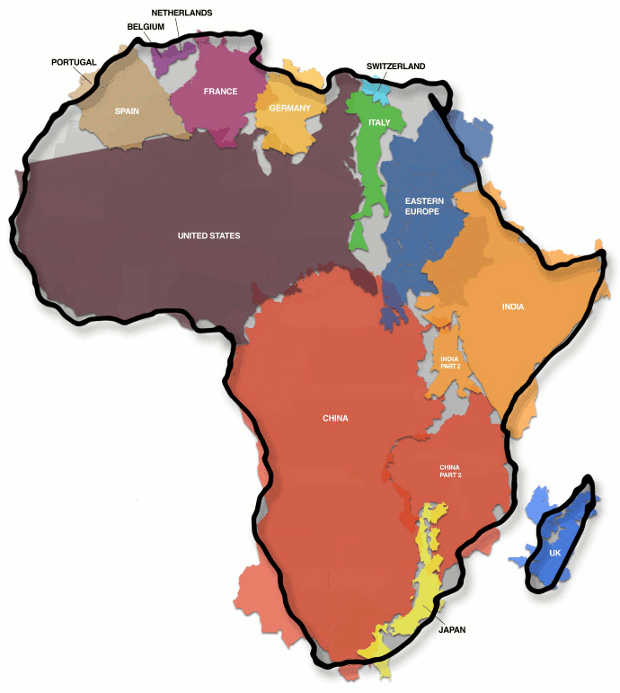 NETHERLANDS
BELGIUM
PORTUGAL
SWITZERLAND
FRANCE
SPAIN
GERMANY
ITALY
EASTERN
EUROPE
UNITED STATES
INDIA
INDIA
PART 2
CHINA
CHINA
PART 2
UK
JAPAN